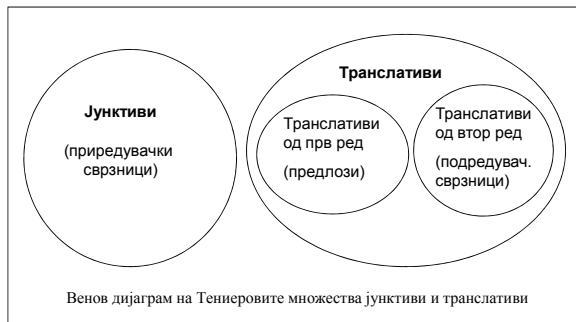 Јунктиви
(приредувачки
сврзници)
Транслативи
Транслативи
од прв ред
(предлози)
Транслативи
од втор ред
(подредувач.
сврзници)
Венов дијаграм на Тениеровите множества јунктиви и транслативи